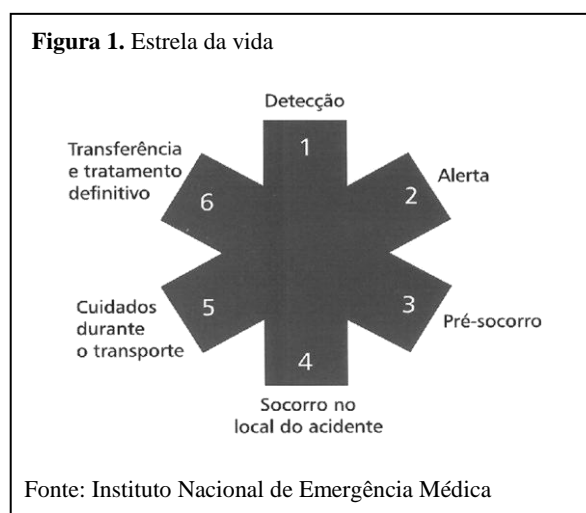 Figura 1. Estrela da vida
Detecção
1
Alerta
2
Pré-socorro
3
4
Socorro no
local do acidente
5
Cuidados
durante
o transporte
6
Transferência
e tratamento
definitivo
Fonte: Instituto Nacional de Emergência Médica